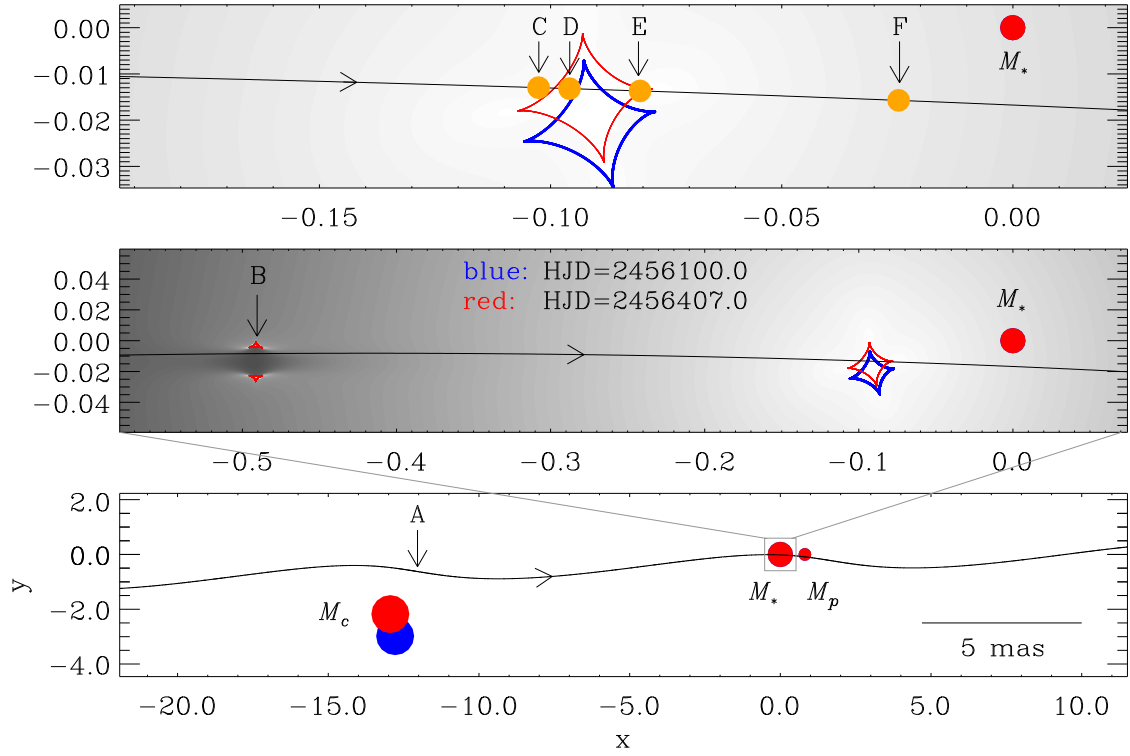 C D E F
0.00
M*
−0.01
−0.02
−0.03
−0.15 −0.10 −0.05 0.00
blue: HJD=2456100.0
B
0.04
red: HJD=2456407.0
M*
0.02
0.00
−0.02
−0.04
−0.5 −0.4 −0.3 −0.2 −0.1 0.0
2.0
A
0.0
y
M* Mp
−2.0
Mc
5 mas
−4.0
−20.0 −15.0 −10.0 −5.0 0.0 5.0 10.0
x